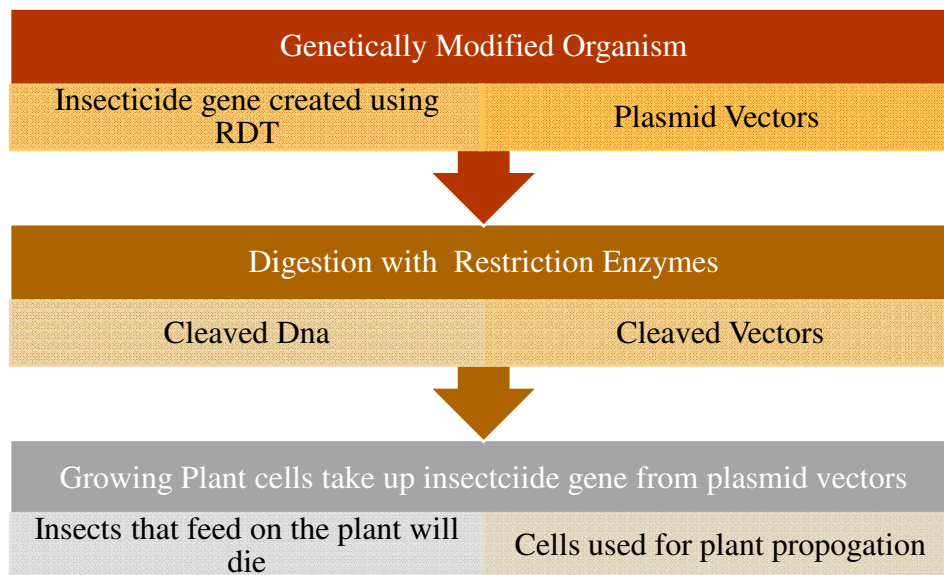 Genetically Modified Organism
Insecticide gene created using
RDT
Plasmid Vectors
Digestion with Restriction Enzymes
Cleaved Dna
Cleaved Vectors
Growing Plant cells take up insectciide gene from plasmid vectors
Insects that feed on the plant will
die
Cells used for plant propogation